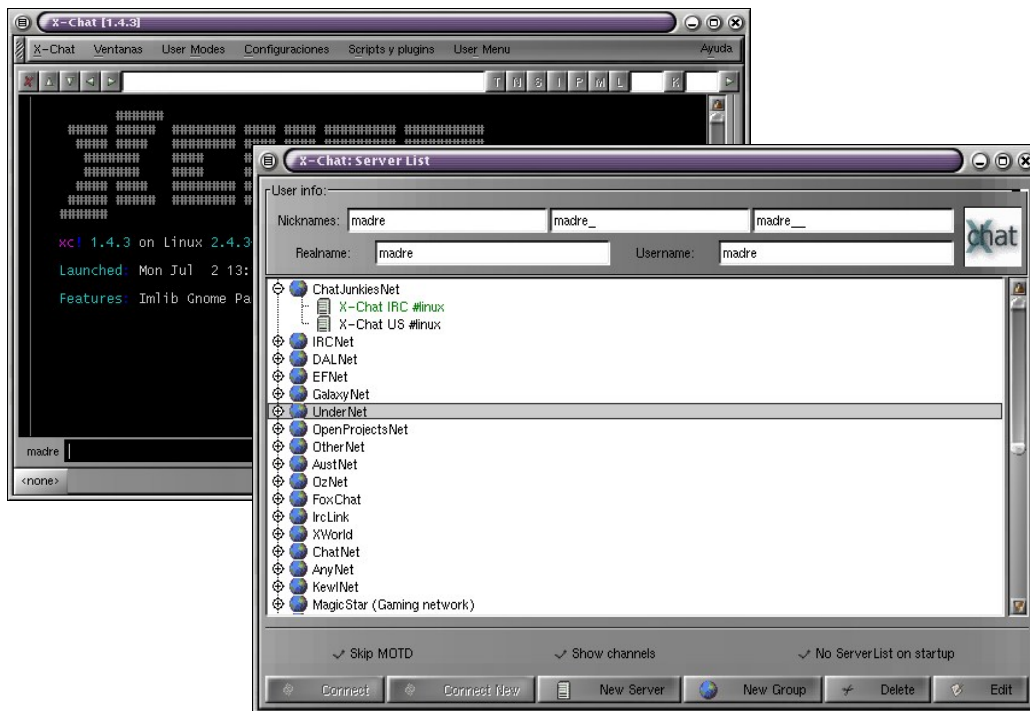 X-Chat [1.4.3]
X-Chat Ventanas User Modes Configuraciones Scripts y plugins User Menu Ayuda
T N S I P M L K
xc! 1.4.3 on Linux 2.4.3
Launched: Mon Jul 2 13:
Features: Imlib Gnome Pa
madre
<none>
X-Chat: Server List
User info:
Nicknames: madre madre_ madre__
Realname: madre Username: madre
Xchat
ChatJunkiesNet
X-Chat IRC #linux
X-Chat US #linux
IRCNet
DALNet
EFNet
GalaxyNet
UnderNet
OpenProjectsNet
OtherNet
AustNet
OzNet
FoxChat
IrcLink
XWorld
ChatNet
AnyNet
KewlNet
MagicStar (Gaming network)
Skip MOTD Show channels No ServerList on startup
Connect Connect New New Server New Group Delete Edit